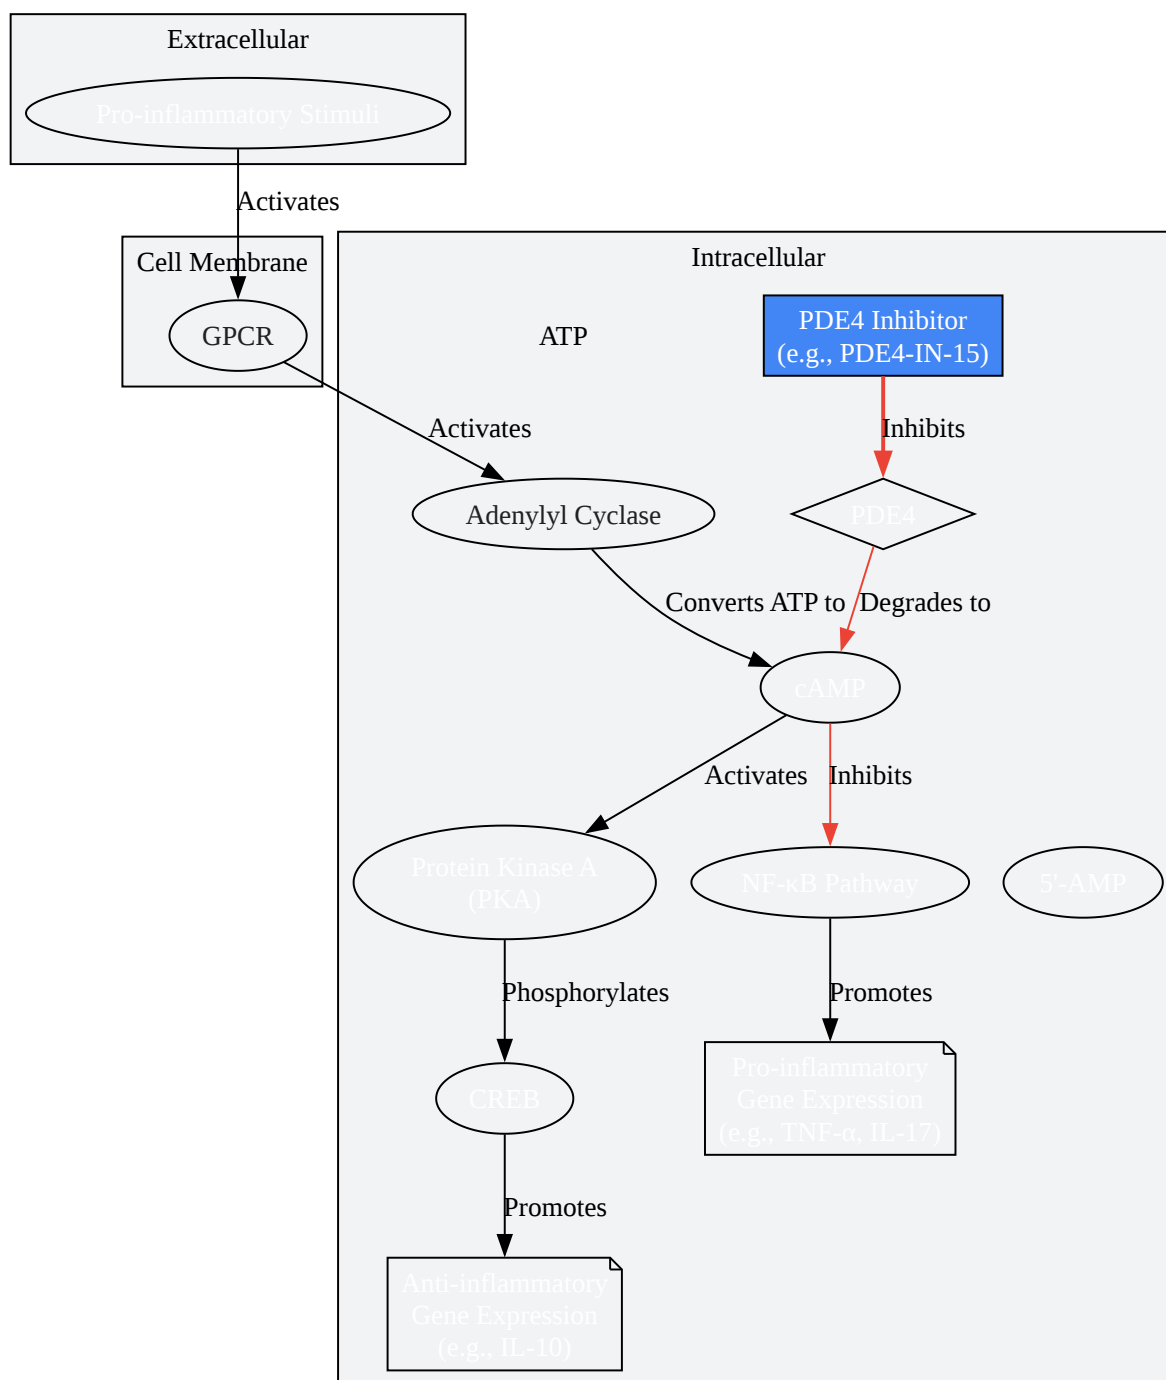 Extracellular
Pro-inflammatory Stimuli
Activates
Cell Membrane
GPCR
Intracellular
ATP
PDE4 Inhibitor
(e.g., PDE4-IN-15)
Activates
Inhibits
Adenylyl Cyclase
PDE4
Converts ATP to
Degrades to
cAMP
Activates
Inhibits
Protein Kinase A
(PKA)
NF-κB Pathway
5'-AMP
Phosphorylates
Promotes
CREB
Pro-inflammatory
Gene Expression
(e.g., TNF-α, IL-17)
Promotes
Anti-inflammatory
Gene Expression
(e.g., IL-10)